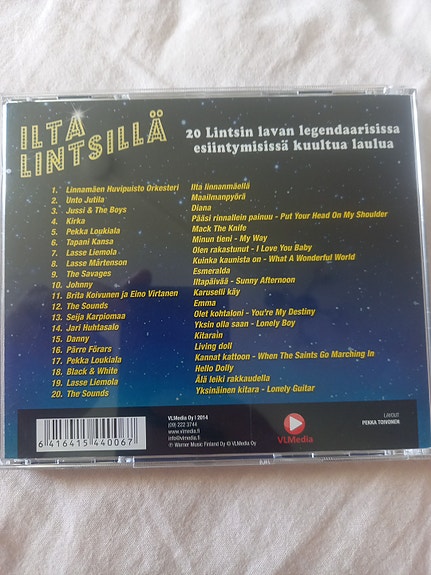 ILTA
LINTSILLÄ
20 Lintsin lavan legendaarisissa
esiintymisissä kuultua laulua
1. Linnamäen Huvipuisto Orkesteri Ilta linnanmäellä
2. Unto Jutila Maailmanpyörä
3. Jussi & The Boys Diana
4. Kirka Pääsi rinnallein painuu - Put Your Head On My Shoulder
5. Pekka Loukiala Mack The Knife
6. Tapani Kansa Minun tieni - My Way
7. Lasse Liemola Olen rakastunut - I Love You Baby
8. Lasse Mårtenson Kuinka kaunista on - What A Wonderful World
9. The Savages Esmeralda
10. Johnny Iltapäivää - Sunny Afternoon
11. Brita Koivunen ja Eino Virtanen Karuselli käy
12. The Sounds Emma
13. Seija Karpiomaa Olet kohtaloni - You're My Destiny
14. Jari Huhtasalo Yksin olla saan - Lonely Boy
15. Danny Kitarain
16. Pärre Förars Living doll
17. Pekka Loukiala Kannat kattoon - When The Saints Go Marching In
18. Black & White Hello Dolly
19. Lasse Liemola Älä leiki rakkaudella
20. The Sounds Yksinäinen kitara - Lonely Guitar
6 416415 440067
VLMedia Oy / 2014
(09) 222 3744
www.vlmedia.fi
info@vlmedia.fi
℗ Warner Music Finland Oy © VLMedia Oy
VLMedia
LAYOUT
PEKKA TOIVONEN